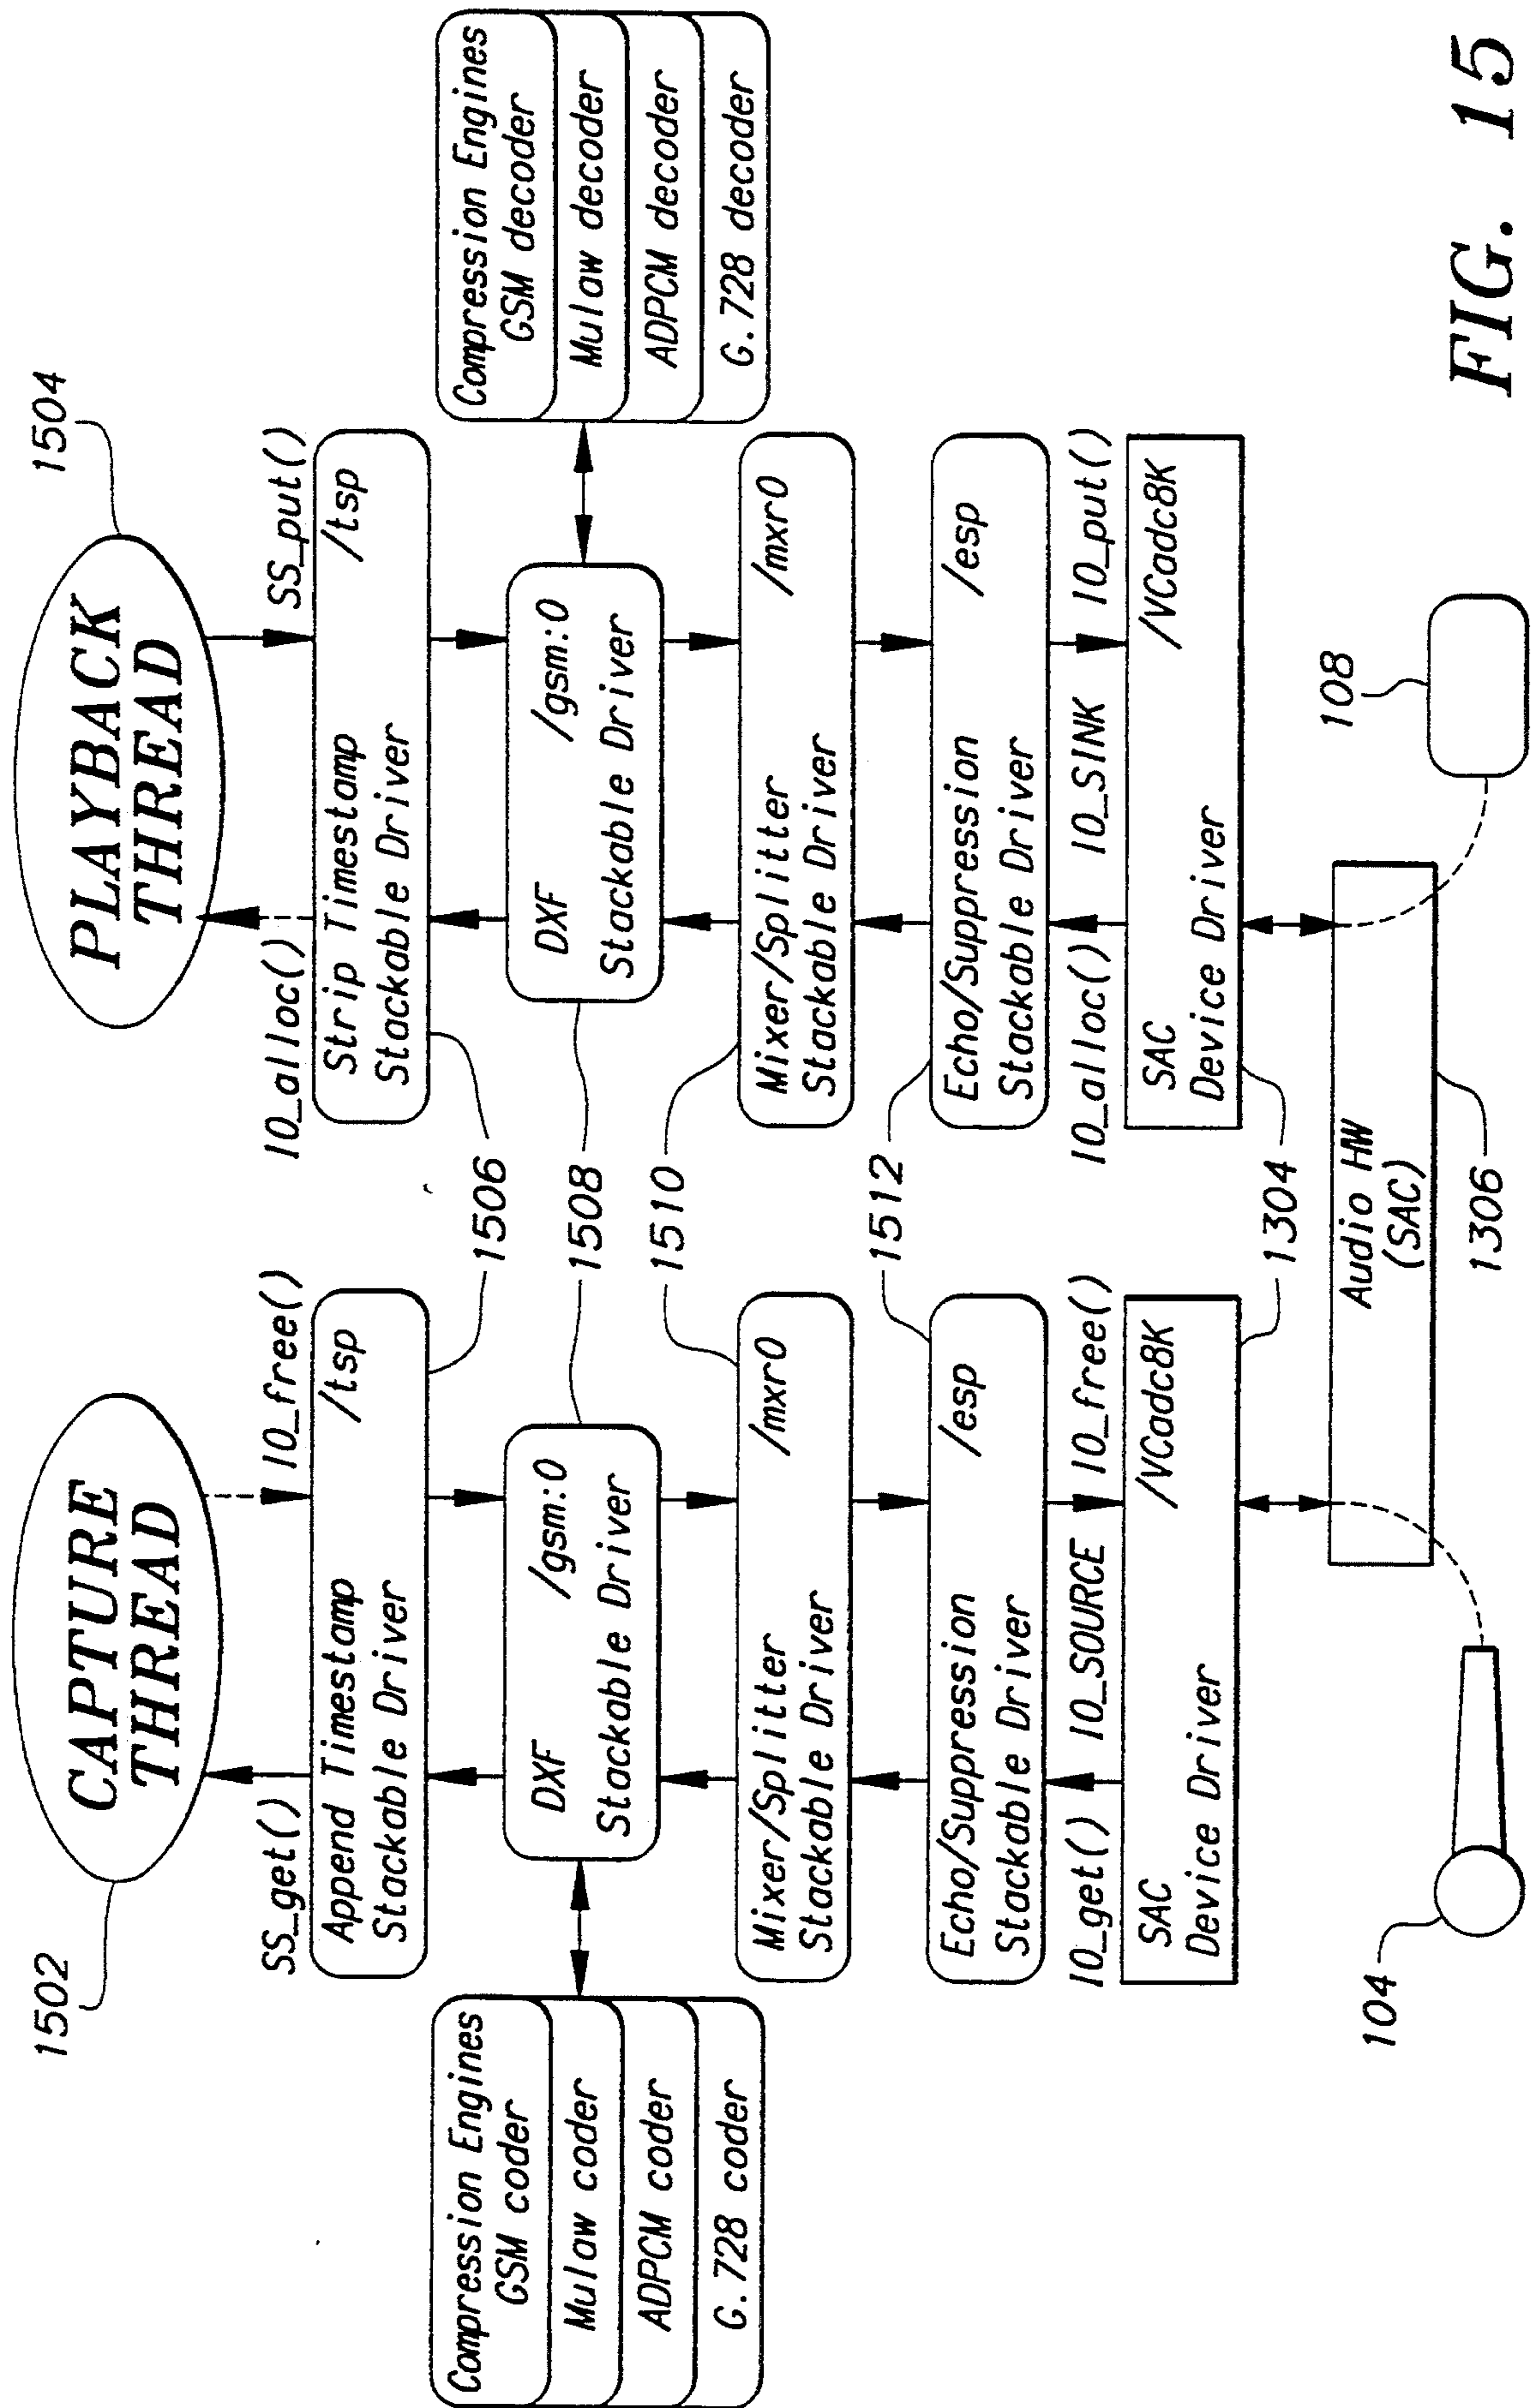 1502
CAPTURE
THREAD
SS_get()
IO_free()
Append Timestamp
/tsp
Stackable Driver
1506
Compression Engines
GSM coder
Mulaw coder
ADPCM coder
G.728 coder
DXF
/gsm:0
Stackable Driver
1508
Mixer/Splitter
/mxr0
Stackable Driver
1510
Echo/Suppression
/esp
Stackable Driver
1512
IO_get()
IO_SOURCE
IO_free()
SAC
/VCadc8K
Device Driver
1304
1504
PLAYBACK
THREAD
IO_alloc()
SS_put()
Strip Timestamp
/tsp
Stackable Driver
DXF
/gsm:0
Stackable Driver
Compression Engines
GSM decoder
Mulaw decoder
ADPCM decoder
G.728 decoder
Mixer/Splitter
/mxr0
Stackable Driver
Echo/Suppression
/esp
Stackable Driver
IO_alloc()
IO_SINK
IO_put()
SAC
/VCadc8K
Device Driver
Audio HW
(SAC)
1306
104
108
FIG. 15